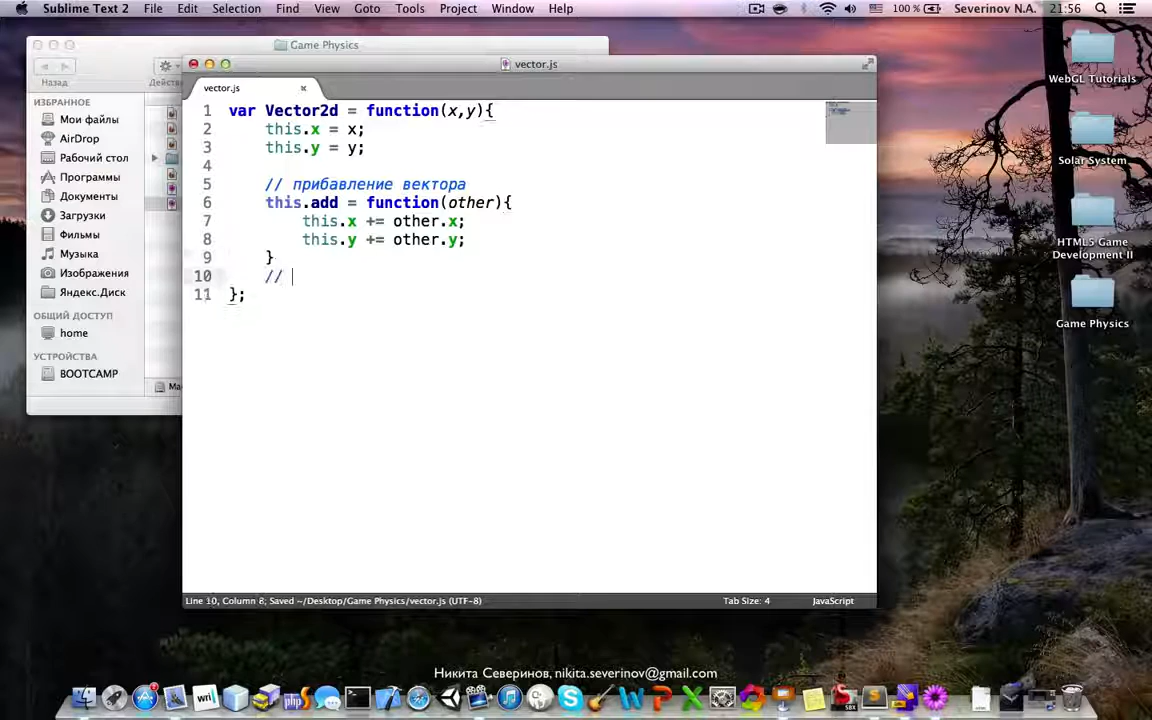 Sublime Text 2 File Edit Selection Find View Goto Tools Project Window Help 100% Severinov N.A. 21:56
Game Physics
Назад
ИЗБРАННОЕ
Мои файлы
AirDrop
Рабочий стол
Программы
Документы
Загрузки
Фильмы
Музыка
Изображения
Яндекс.Диск
ОБЩИЙ ДОСТУП
home
УСТРОЙСТВА
BOOTCAMP
vector.js
vector.js
1 var Vector2d = function(x,y){
2 this.x = x;
3 this.y = y;
4
5 // прибавление вектора
6 this.add = function(other){
7 this.x += other.x;
8 this.y += other.y;
9 }
10 //
11 };
Line 10, Column 8; Saved ~/Desktop/Game Physics/vector.js (UTF-8) Tab Size: 4 JavaScript
WebGL Tutorials
Solar System
HTML5 Game
Development II
Game Physics
Никита Северинов, nikita.severinov@gmail.com